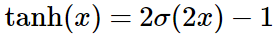 tanh(x) = 2σ(2x) − 1